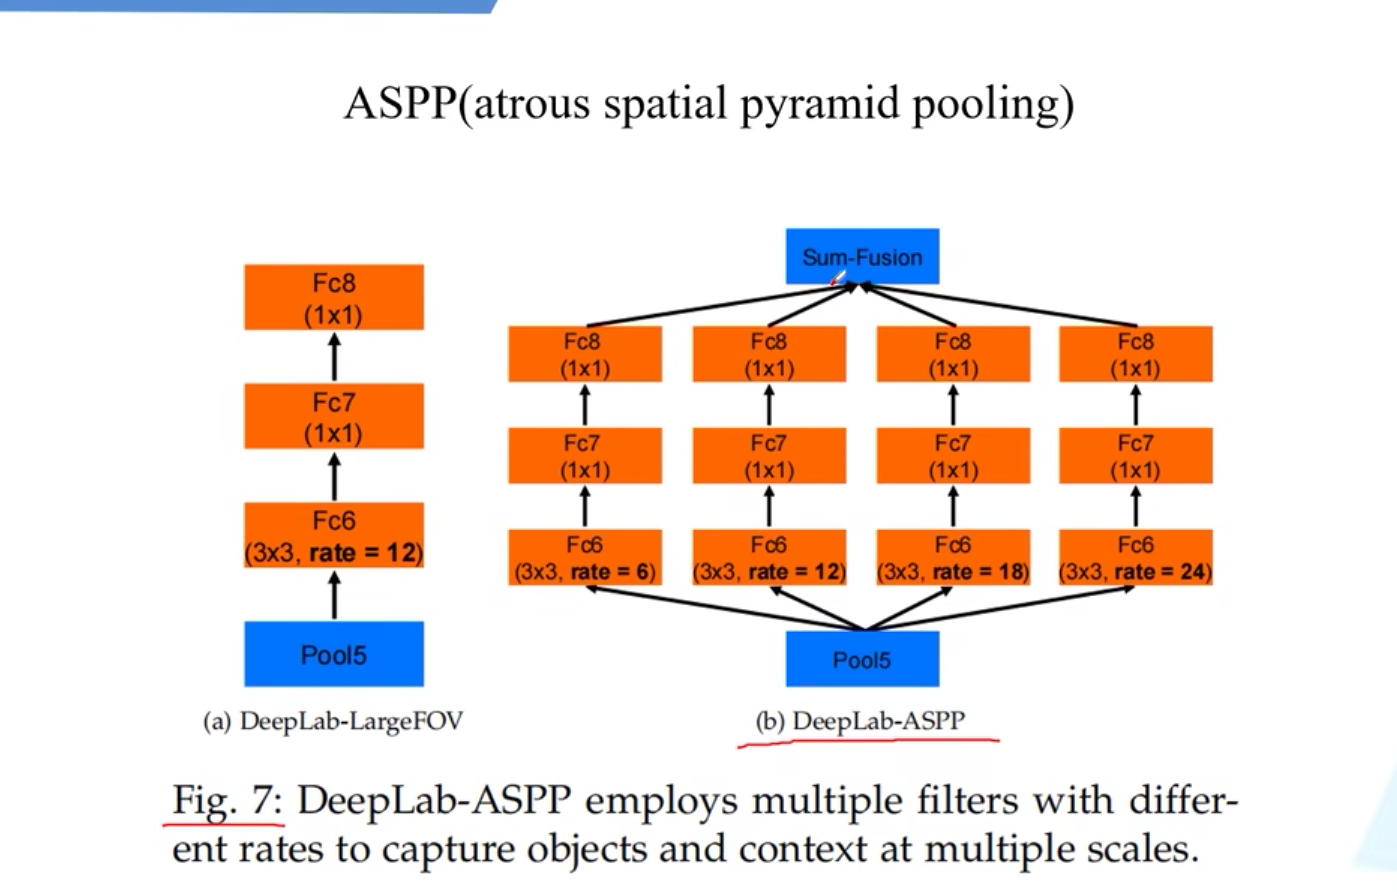 ASPP(atrous spatial pyramid pooling)
Fc8
(1x1)
Fc7
(1x1)
Fc6
(3x3, rate = 12)
Pool5
(a) DeepLab-LargeFOV
Sum-Fusion
Fc8 Fc8 Fc8 Fc8
(1x1) (1x1) (1x1) (1x1)
Fc7 Fc7 Fc7 Fc7
(1x1) (1x1) (1x1) (1x1)
Fc6 Fc6 Fc6 Fc6
(3x3, rate = 6) (3x3, rate = 12) (3x3, rate = 18) (3x3, rate = 24)
Pool5
(b) DeepLab-ASPP
Fig. 7: DeepLab-ASPP employs multiple filters with differ-
ent rates to capture objects and context at multiple scales.